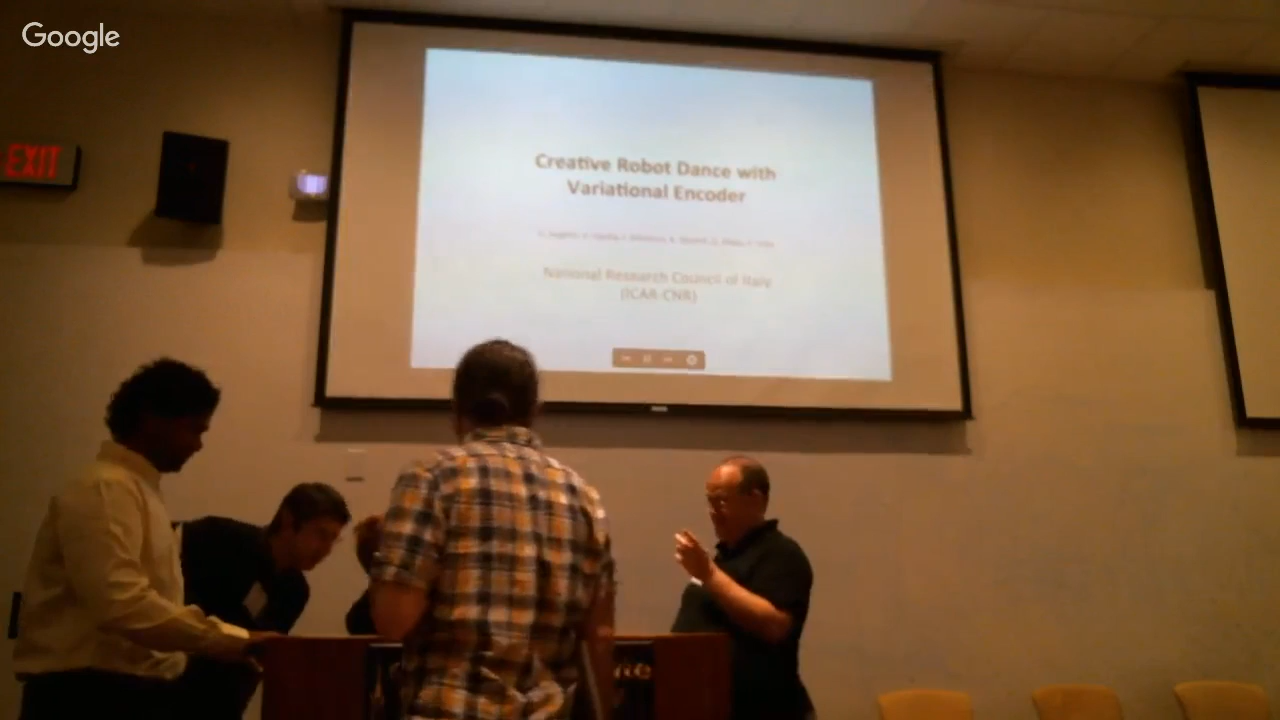 Google
EXIT
Creative Robot Dance with
Variational Encoder
National Research Council of Italy
(ICAR-CNR)